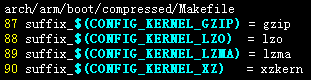 arch/arm/boot/compressed/Makefile
87 suffix_$(CONFIG_KERNEL_GZIP) = gzip
88 suffix_$(CONFIG_KERNEL_LZO)  = lzo
89 suffix_$(CONFIG_KERNEL_LZMA) = lzma
90 suffix_$(CONFIG_KERNEL_XZ)   = xzkern